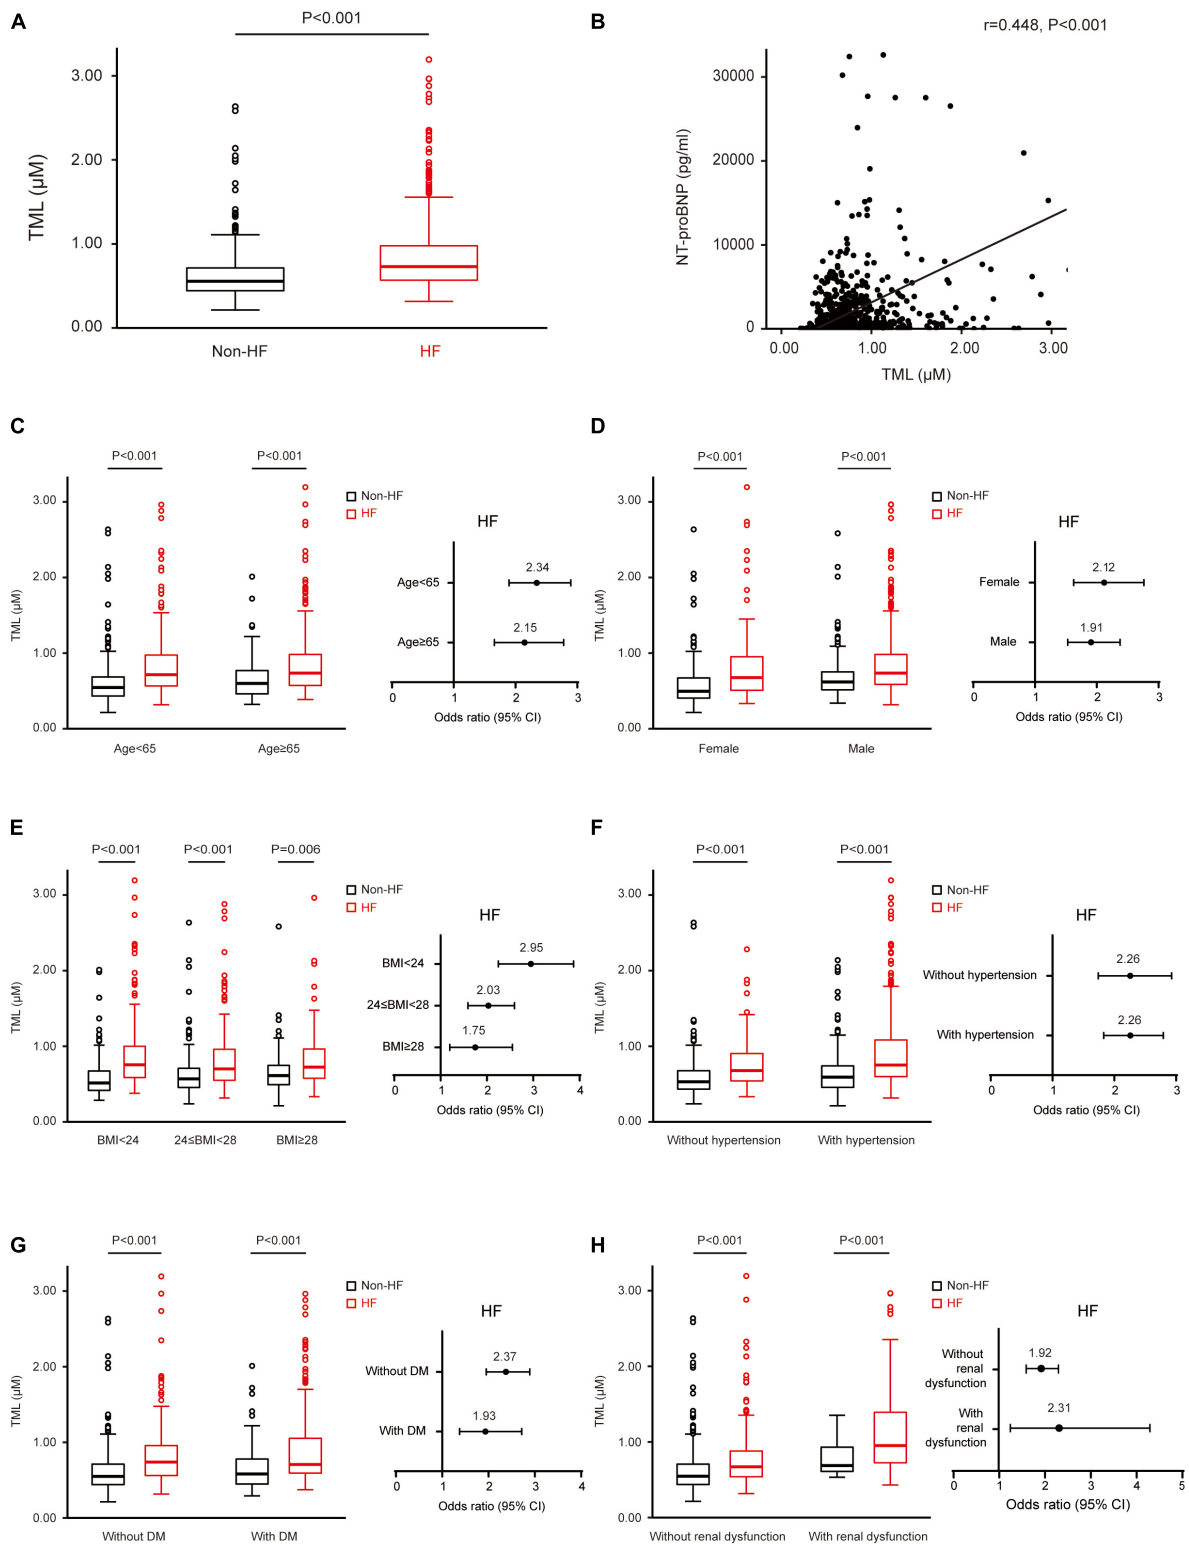 A
P<0.001
3.00
2.00
1.00
0.00
TML (μM)
Non-HF
HF
B
r=0.448, P<0.001
30000
20000
10000
0
NT-proBNP (pg/ml)
0.00
1.00
2.00
3.00
TML (μM)
C
P<0.001
P<0.001
3.00
2.00
1.00
0.00
TML (μM)
Age<65
Age≥65
Non-HF
HF
HF
Age<65
2.34
Age≥65
2.15
0
1
2
3
Odds ratio (95% CI)
D
P<0.001
P<0.001
3.00
2.00
1.00
0.00
TML (μM)
Female
Male
Non-HF
HF
HF
Female
2.12
Male
1.91
0
1
2
3
Odds ratio (95% CI)
E
P<0.001
P<0.001
P=0.006
3.00
2.00
1.00
0.00
TML (μM)
BMI<24
24≤BMI<28
BMI≥28
Non-HF
HF
HF
BMI<24
2.95
24≤BMI<28
2.03
BMI≥28
1.75
0
1
2
3
4
Odds ratio (95% CI)
F
P<0.001
P<0.001
3.00
2.00
1.00
0.00
TML (μM)
Without hypertension
With hypertension
Non-HF
HF
HF
Without hypertension
2.26
With hypertension
2.26
0
1
2
3
Odds ratio (95% CI)
G
P<0.001
P<0.001
3.00
2.00
1.00
0.00
TML (μM)
Without DM
With DM
Non-HF
HF
HF
Without DM
2.37
With DM
1.93
0
1
2
3
4
Odds ratio (95% CI)
H
P<0.001
P<0.001
3.00
2.00
1.00
0.00
TML (μM)
Without renal dysfunction
With renal dysfunction
Non-HF
HF
HF
Without
renal
dysfunction
1.92
With
renal
dysfunction
2.31
0
1
2
3
4
5
Odds ratio (95% CI)